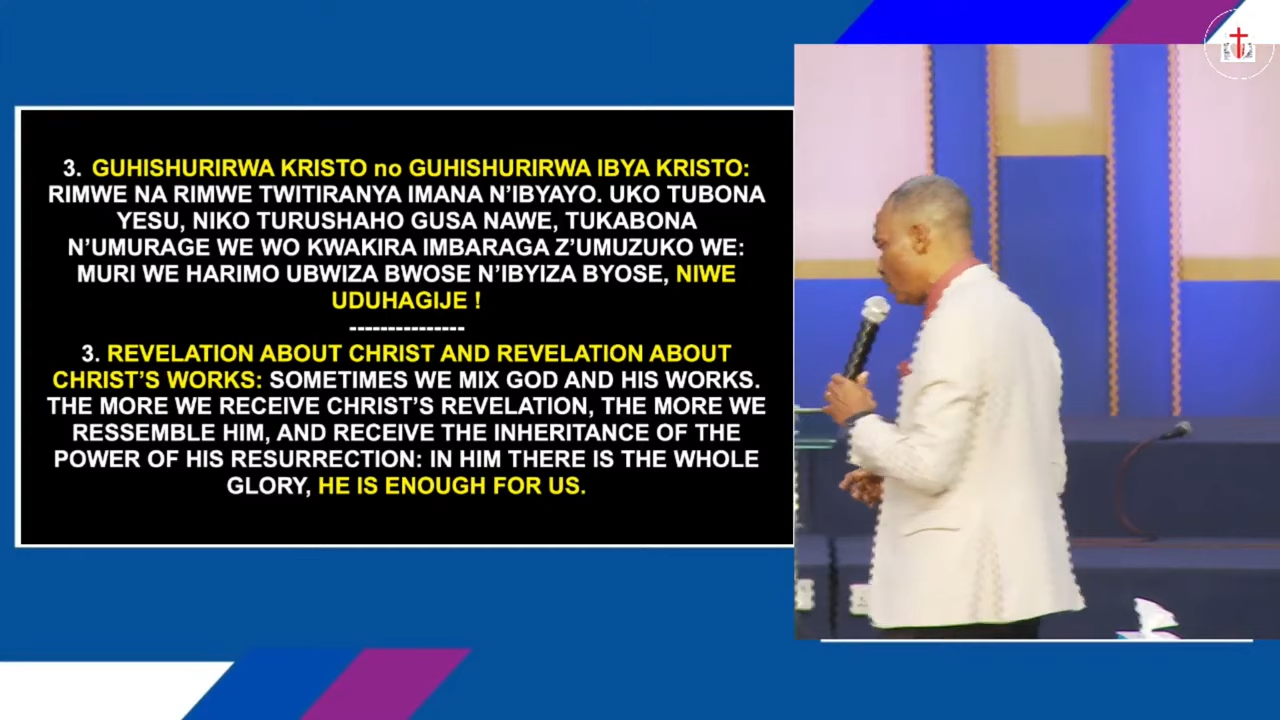 3. GUHISHURIRWA KRISTO no GUHISHURIRWA IBYA KRISTO:
RIMWE NA RIMWE TWITIRANYA IMANA N’IBYAYO. UKO TUBONA
YESU, NIKO TURUSHAHO GUSA NAWE, TUKABONA
N’UMURAGE WE WO KWAKIRA IMBARAGA Z’UMUZUKO WE:
MURI WE HARIMO UBWIZA BWOSE N’IBYIZA BYOSE, NIWE
UDUHAGIJE !
---------------
3. REVELATION ABOUT CHRIST AND REVELATION ABOUT
CHRIST’S WORKS: SOMETIMES WE MIX GOD AND HIS WORKS.
THE MORE WE RECEIVE CHRIST’S REVELATION, THE MORE WE
RESSEMBLE HIM, AND RECEIVE THE INHERITANCE OF THE
POWER OF HIS RESURRECTION: IN HIM THERE IS THE WHOLE
GLORY, HE IS ENOUGH FOR US.